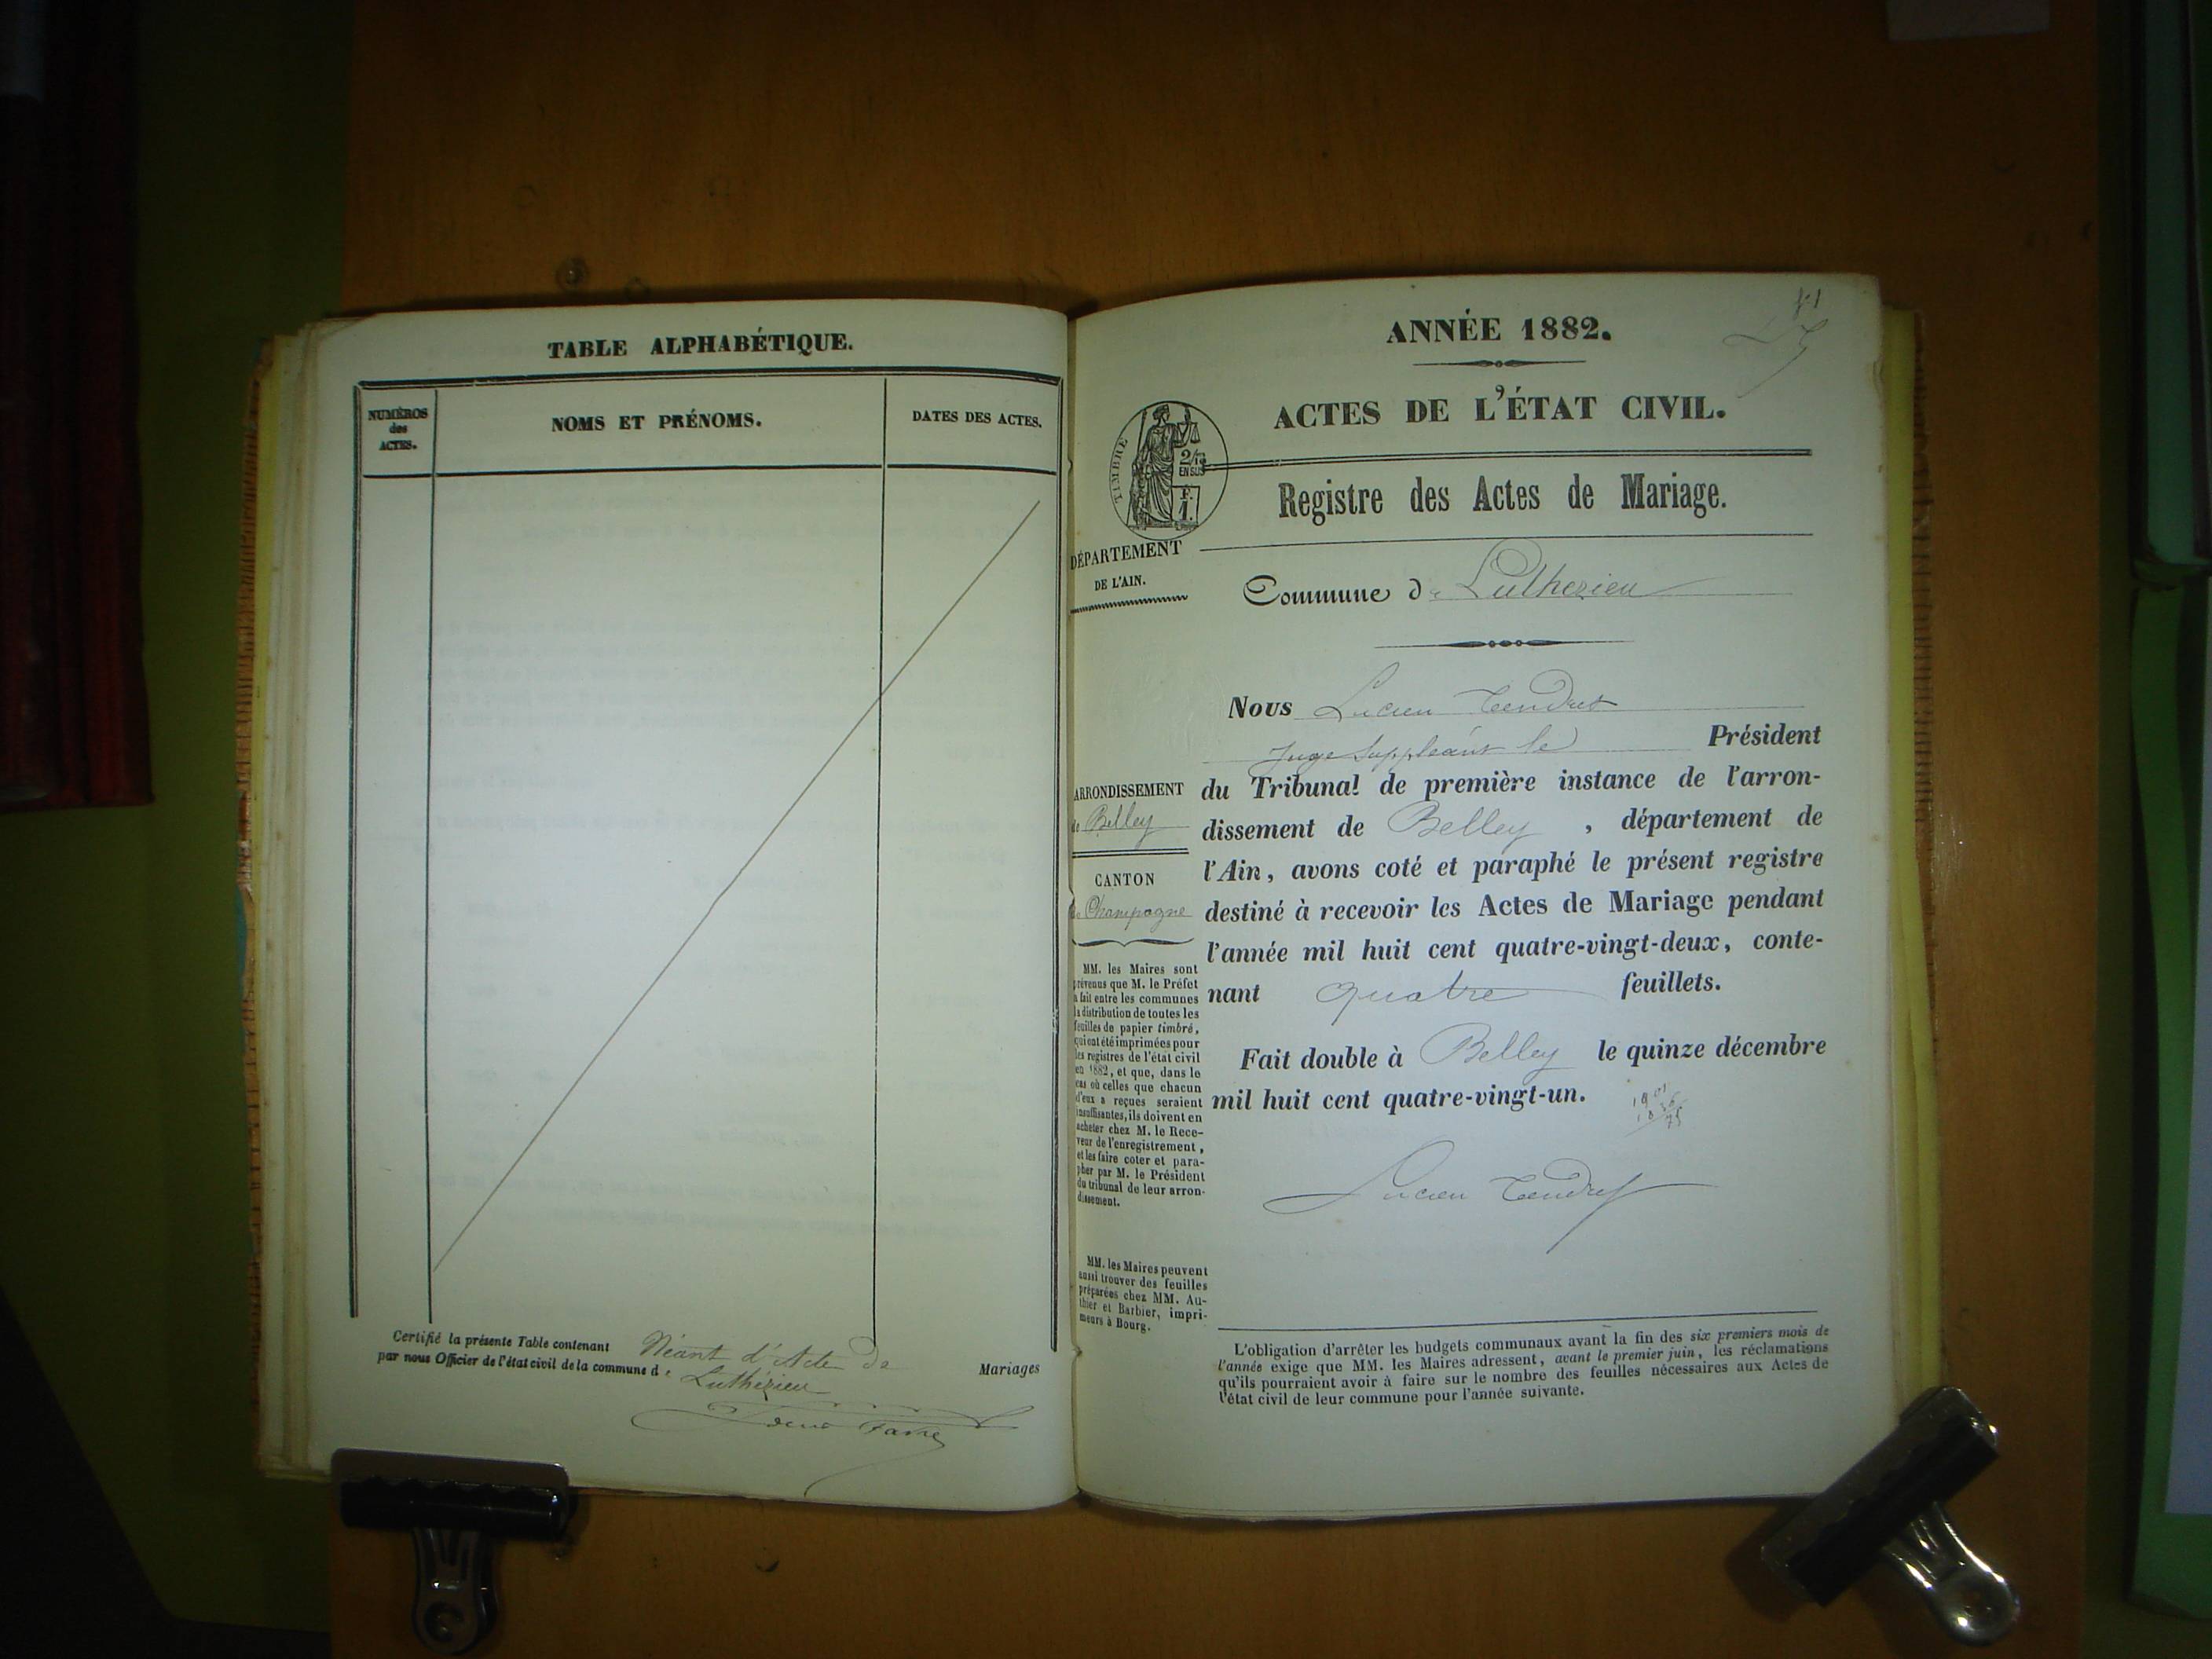 TABLE ALPHABÉTIQUE.
NUMÉROS
des
ACTES.
NOMS ET PRÉNOMS.
DATES DES ACTES.
Certifié la présente Table contenant Néant d'Acte de Mariages
par nous Officier de l'état civil de la commune de Luthézieu
Favre
ANNÉE 1882.
ACTES DE L'ÉTAT CIVIL.
TIMBRE
2/10
EN SUS
F.
1.
Registre des Actes de Mariage.
DÉPARTEMENT
DE L'AIN.
Commune de Luthezieu
Nous Lucien Tendret
Juge Suppléant le Président
du Tribunal de première instance de l'arron-
dissement de Belley, département de
l'Ain, avons coté et paraphé le présent registre
destiné à recevoir les Actes de Mariage pendant
l'année mil huit cent quatre-vingt-deux, conte-
nant quatre feuillets.
Fait double à Belley le quinze décembre
mil huit cent quatre-vingt-un.
Lucien Tendret
ARRONDISSEMENT
de Belley
CANTON
de Champagne
MM. les Maires sont
prévenus que M. le Préfet
a fait entre les communes
la distribution de toutes les
feuilles de papier timbré,
qui ont été imprimées pour
les registres de l'état civil
en 1882, et que, dans le
cas où celles que chacun
d'eux a reçues seraient
insuffisantes, ils doivent en
acheter chez M. le Rece-
veur de l'enregistrement,
et les faire coter et para-
pher par M. le Président
du tribunal de leur arron-
dissement.
MM. les Maires peuvent
aussi trouver des feuilles
préparées chez MM. Au-
thier et Barbier, impri-
meurs à Bourg.
L'obligation d'arrêter les budgets communaux avant la fin des six premiers mois de
l'année exige que MM. les Maires adressent, avant le premier juin, les réclamations
qu'ils pourraient avoir à faire sur le nombre des feuilles nécessaires aux Actes de
l'état civil de leur commune pour l'année suivante.